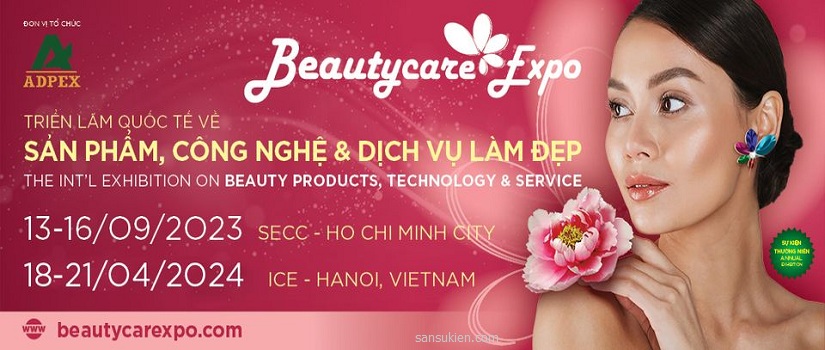 ĐƠN VỊ TỔ CHỨC
ADPEX
Beautycare Expo
TRIỂN LÃM QUỐC TẾ VỀ
SẢN PHẨM, CÔNG NGHỆ & DỊCH VỤ LÀM ĐẸP
THE INT'L EXHIBITION ON BEAUTY PRODUCTS, TECHNOLOGY & SERVICE
13-16/09/2023 SECC - HO CHI MINH CITY
18-21/04/2024 ICE - HANOI, VIETNAM
SỰ KIỆN
THƯỜNG NIÊN
ANNUAL
EXHIBITION
www beautycarexpo.com
sansukien.com